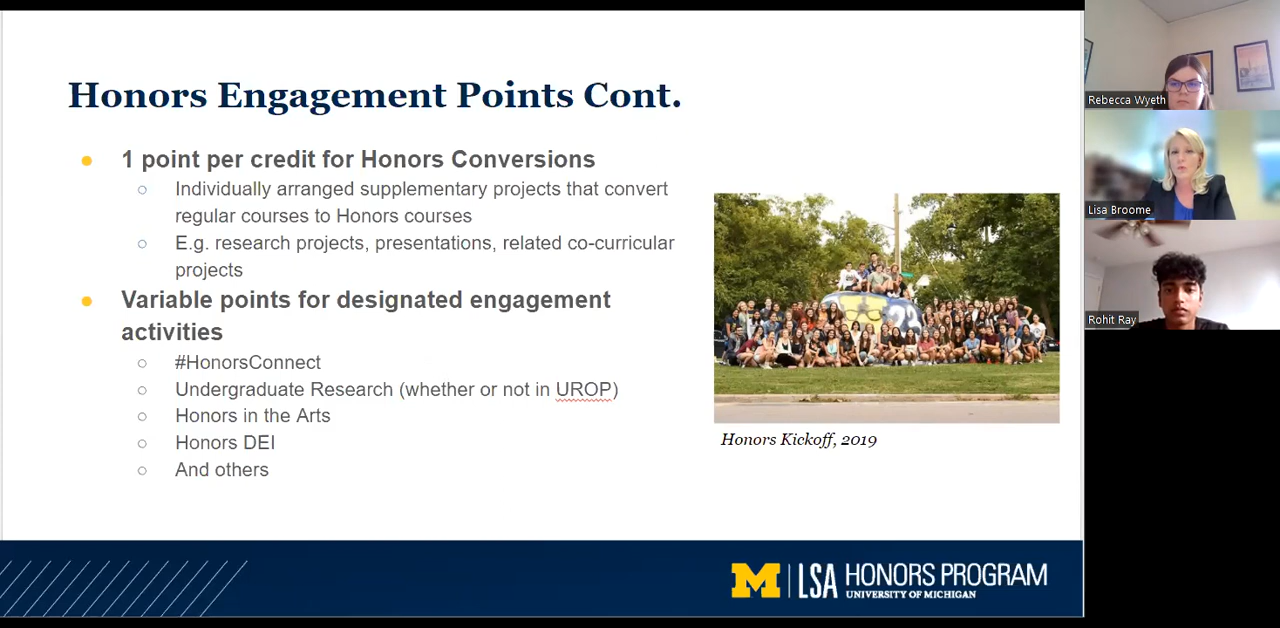 Honors Engagement Points Cont.
1 point per credit for Honors Conversions
Individually arranged supplementary projects that convert
regular courses to Honors courses
E.g. research projects, presentations, related co-curricular
projects
Variable points for designated engagement
activities
#HonorsConnect
Undergraduate Research (whether or not in UROP)
Honors in the Arts
Honors DEI
And others
Honors Kickoff, 2019
M LSA HONORS PROGRAM
UNIVERSITY OF MICHIGAN
Rebecca Wyeth
Lisa Broome
Rohit Ray